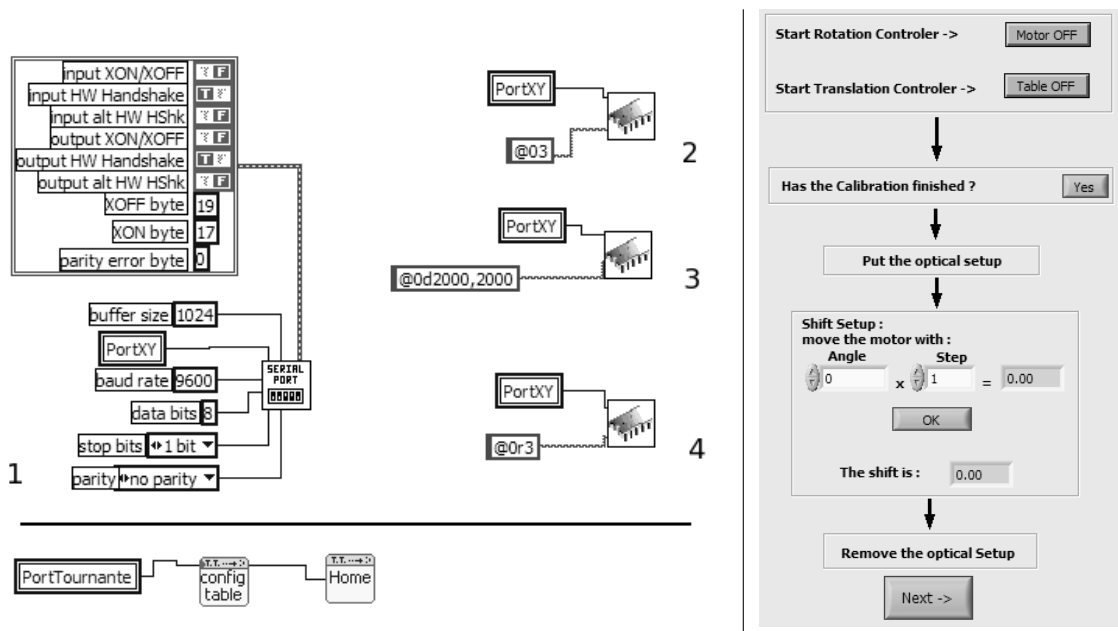 input XON/XOFF F
input HW Handshake T
input alt HW HShk F
output XON/XOFF F
output HW Handshake T
output alt HW HShk F
XOFF byte 19
XON byte 17
parity error byte 0
buffer size 1024
PortXY
baud rate 9600
data bits 8
stop bits 1 bit
parity no parity
SERIAL
PORT
1
PortXY
@03
2
PortXY
@0d2000,2000
3
PortXY
@0r3
4
PortTournante
T.T.
config
table
T.T.
Home
Start Rotation Controler -> Motor OFF
Start Translation Controler -> Table OFF
Has the Calibration finished ? Yes
Put the optical setup
Shift Setup :
move the motor with :
Angle Step
0 x 1 = 0.00
OK
The shift is : 0.00
Remove the optical Setup
Next ->